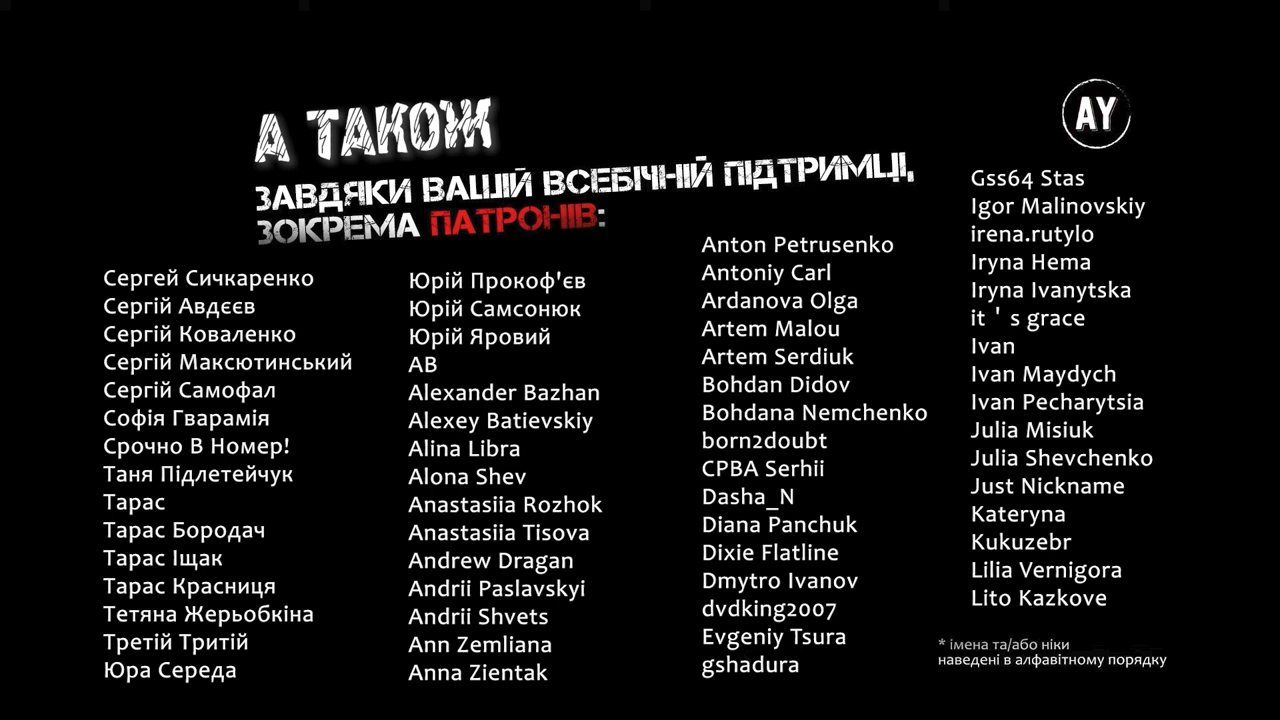 А ТАКОЖ
ЗАВДЯКИ ВАШІЙ ВСЕБІЧНІЙ ПІДТРИМЦІ,
ЗОКРЕМА ПАТРОНІВ:
Сергей Сичкаренко
Сергій Авдєєв
Сергій Коваленко
Сергій Максютинський
Сергій Самофал
Софія Гварамія
Срочно В Номер!
Таня Підлетейчук
Тарас
Тарас Бородач
Тарас Іщак
Тарас Красниця
Тетяна Жерьобкіна
Третій Тритій
Юра Середа
Юрій Прокоф'єв
Юрій Самсонюк
Юрій Яровий
AB
Alexander Bazhan
Alexey Batievskiy
Alina Libra
Alona Shev
Anastasiia Rozhok
Anastasiia Tisova
Andrew Dragan
Andrii Paslavskyi
Andrii Shvets
Ann Zemliana
Anna Zientak
Anton Petrusenko
Antoniy Carl
Ardanova Olga
Artem Malou
Artem Serdiuk
Bohdan Didov
Bohdana Nemchenko
born2doubt
CPBA Serhii
Dasha_N
Diana Panchuk
Dixie Flatline
Dmytro Ivanov
dvdking2007
Evgeniy Tsura
gshadura
AY
Gss64 Stas
Igor Malinovskiy
irena.rutylo
Iryna Hema
Iryna Ivanytska
it ' s grace
Ivan
Ivan Maydych
Ivan Pecharytsia
Julia Misiuk
Julia Shevchenko
Just Nickname
Kateryna
Kukuzebr
Lilia Vernigora
Lito Kazkove
* імена та/або ніки
наведені в алфавітному порядку